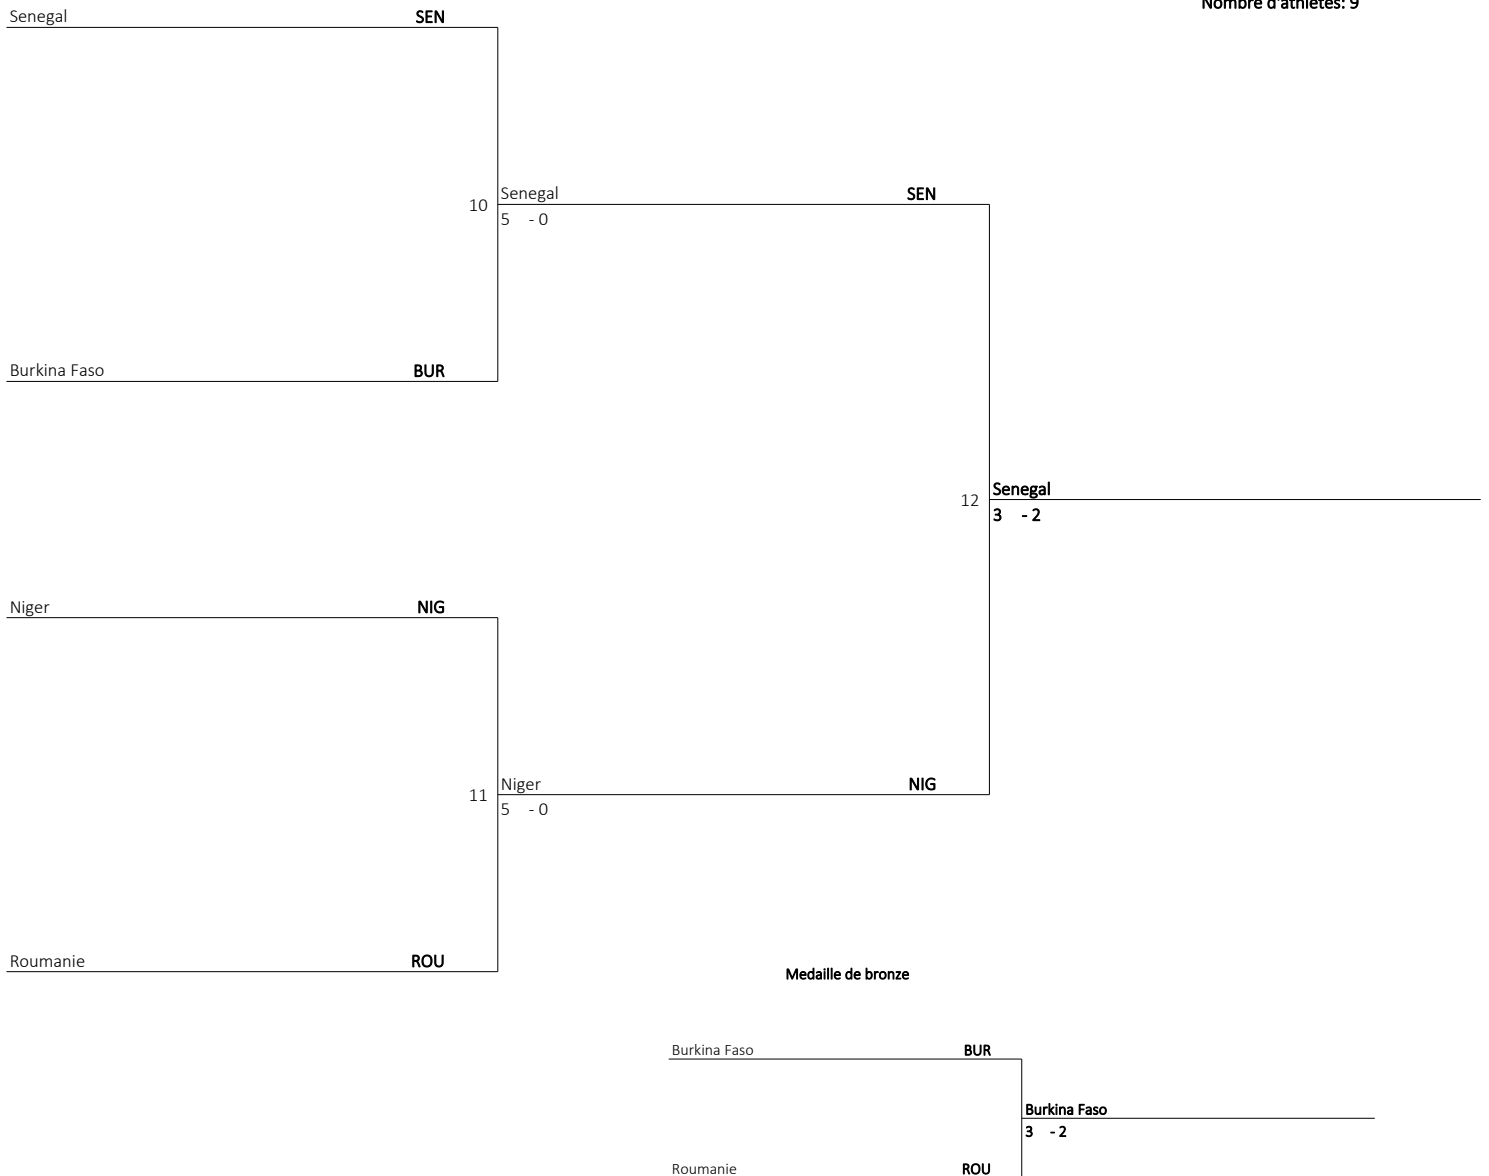 Nombre d'athlètes: 9
Senegal SEN
Senegal SEN
10
5 - 0
Burkina Faso BUR
Senegal
12
3 - 2
Niger NIG
Niger NIG
11
5 - 0
Roumanie ROU
Medaille de bronze
Burkina Faso BUR
Burkina Faso
3 - 2
Roumanie ROU